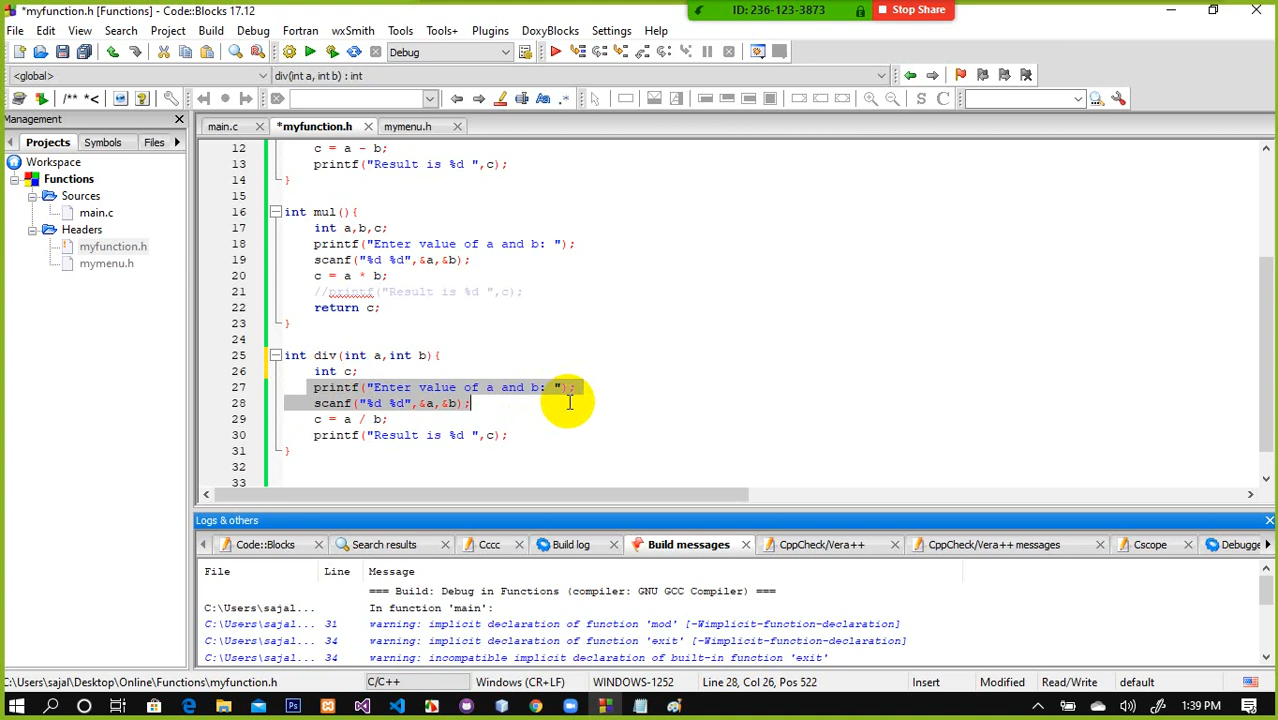 *myfunction.h [Functions] - Code::Blocks 17.12
ID: 236-123-3873
Stop Share
File Edit View Search Project Build Debug Fortran wxSmith Tools Tools+ Plugins DoxyBlocks Settings Help
Debug
<global>
div(int a, int b) : int
/** *<
S C
Management
main.c
*myfunction.h
mymenu.h
Projects Symbols Files
Workspace
Functions
Sources
main.c
Headers
myfunction.h
mymenu.h
12 c = a - b;
13 printf("Result is %d ",c);
14 }
15
16 int mul(){
17 int a,b,c;
18 printf("Enter value of a and b: ");
19 scanf("%d %d",&a,&b);
20 c = a * b;
21 //printf("Result is %d ",c);
22 return c;
23 }
24
25 int div(int a,int b){
26 int c;
27 printf("Enter value of a and b: ");
28 scanf("%d %d",&a,&b);
29 c = a / b;
30 printf("Result is %d ",c);
31 }
32
33
Logs & others
Code::Blocks
Search results
Cccc
Build log
Build messages
CppCheck/Vera++
CppCheck/Vera++ messages
Cscope
Debugge
File Line Message
=== Build: Debug in Functions (compiler: GNU GCC Compiler) ===
C:\Users\sajal... In function 'main':
C:\Users\sajal... 31 warning: implicit declaration of function 'mod' [-Wimplicit-function-declaration]
C:\Users\sajal... 34 warning: implicit declaration of function 'exit' [-Wimplicit-function-declaration]
C:\Users\sajal... 34 warning: incompatible implicit declaration of built-in function 'exit'
C:\Users\sajal\Desktop\Online\Functions\myfunction.h
C/C++
Windows (CR+LF)
WINDOWS-1252
Line 28, Col 26, Pos 522
Insert
Modified
Read/Write
default
1:39 PM